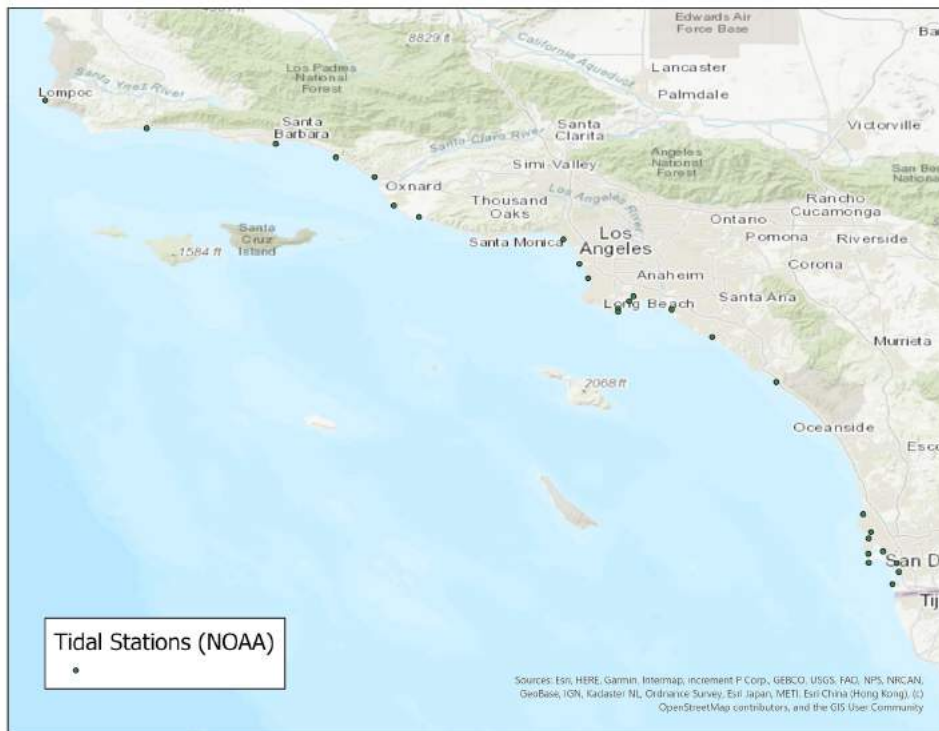 Edwards Air
Force Base
8829 ft
California Aqueduct
Los Padres
National
Forest
Lancaster
Palmdale
Santa Ynez River
Lompoc
Santa
Barbara
Santa Clara River
Santa
Clarita
Victorville
Simi Valley
Angeles
National
Forest
San Ber
National
Oxnard
Thousand
Oaks
Los Angeles River
Rancho
Cucamonga
Ontario
Santa
Cruz
Island
1584 ft
Santa Monica
Los
Angeles
Pomona
Riverside
Corona
Anaheim
Long Beach
Santa Ana
Murrieta
2068 ft
Oceanside
Esco
San D
Tij
Tidal Stations (NOAA)
Sources: Esri, HERE, Garmin, Intermap, increment P Corp., GEBCO, USGS, FAO, NPS, NRCAN,
GeoBase, IGN, Kadaster NL, Ordnance Survey, Esri Japan, METI, Esri China (Hong Kong), (c)
OpenStreetMap contributors, and the GIS User Community